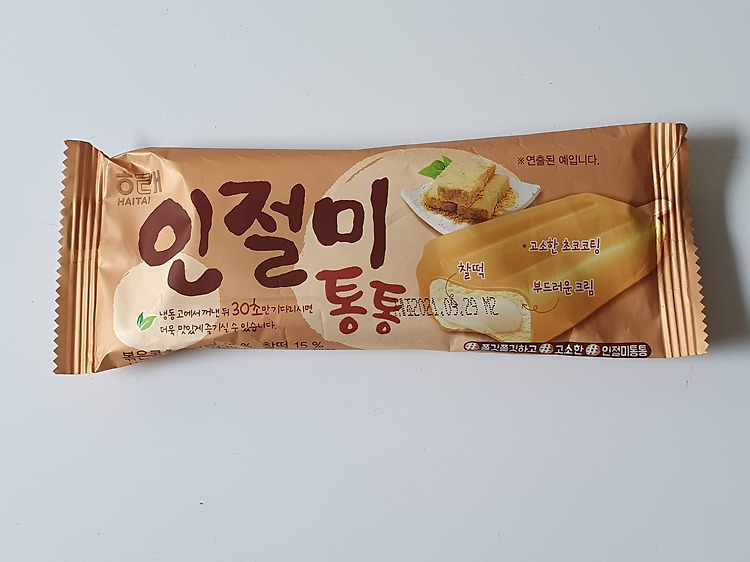 해태
HAITAI
인절미
통통
※연출된 예입니다.
고소한 초코코팅
찰떡
부드러운 크림
냉동고에서 꺼낸 뒤 30초만 기다리시면
더욱 맛있게 즐기실 수 있습니다.
2021.09.29 M2
찰떡 15 %
#쫄깃쫄깃하고 #고소한 #인절미통통